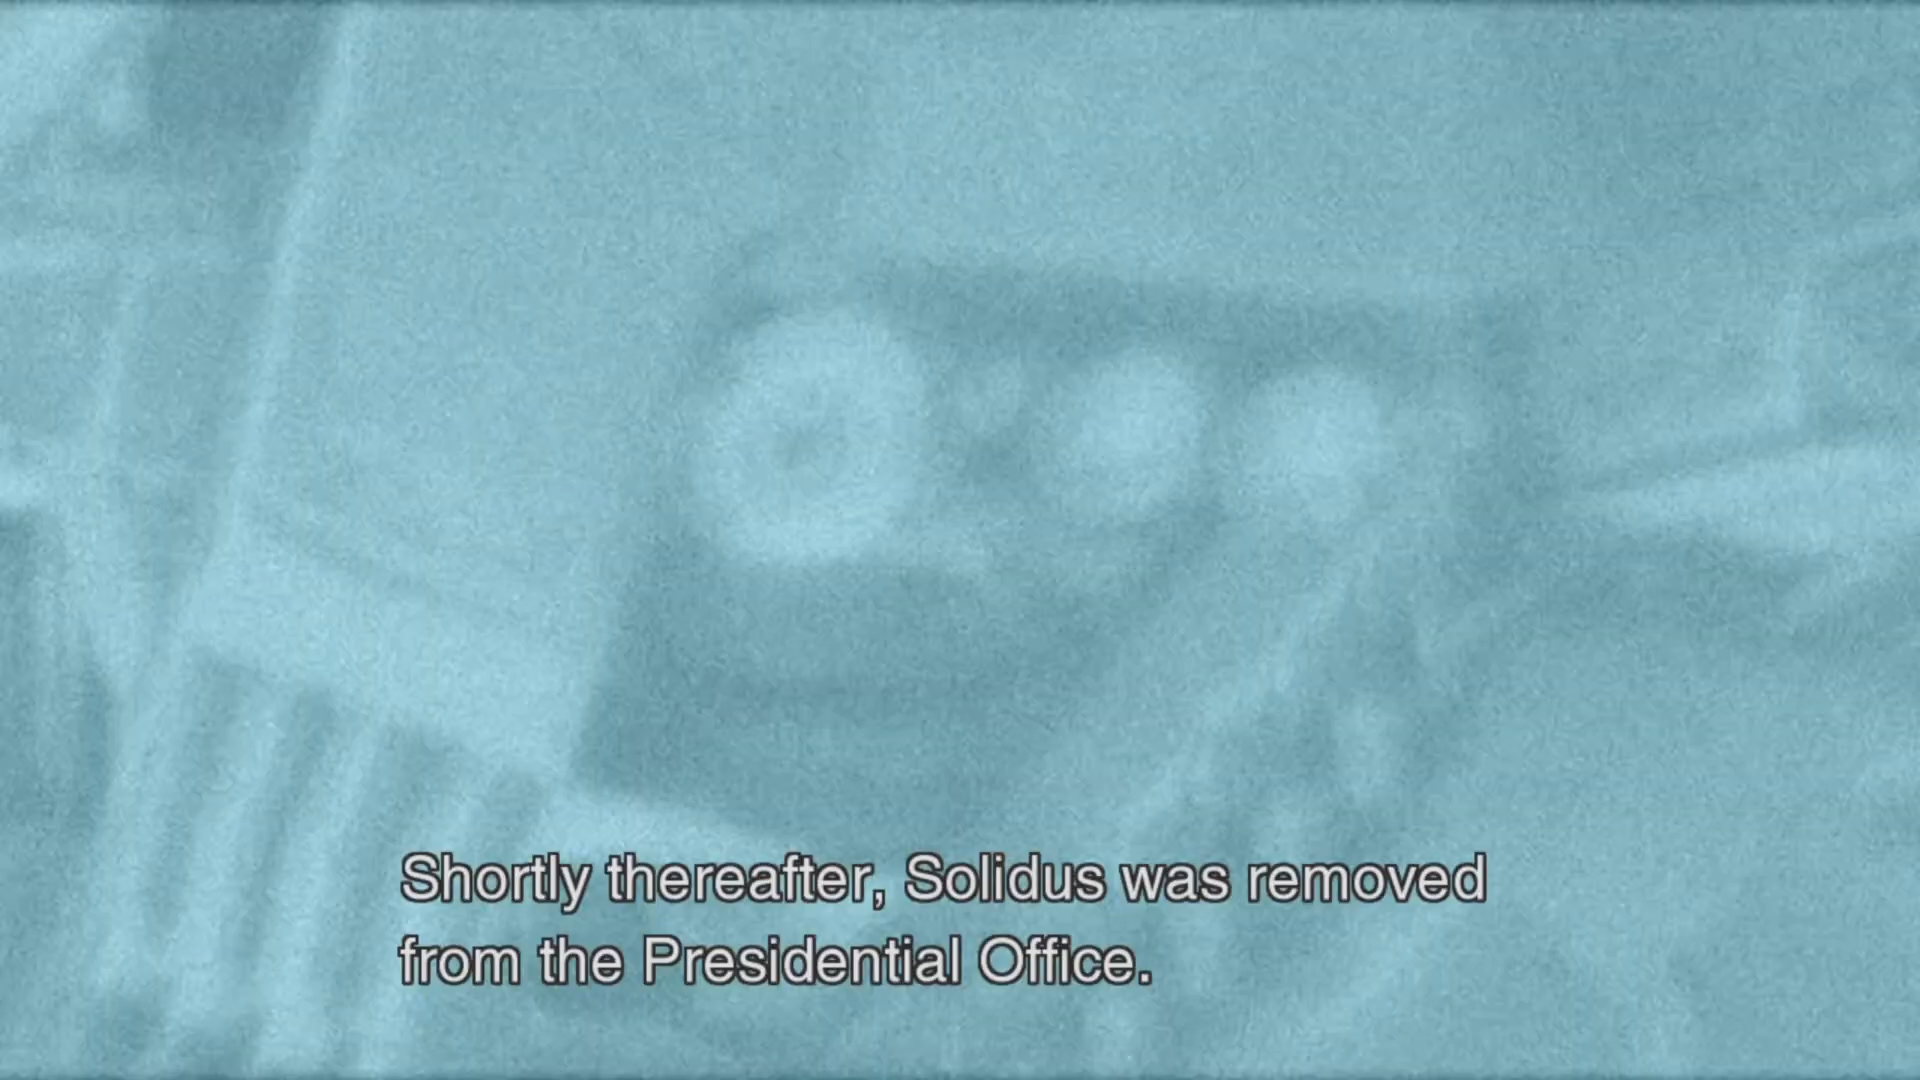 Shortly thereafter, Solidus was removed
from the Presidential Office.